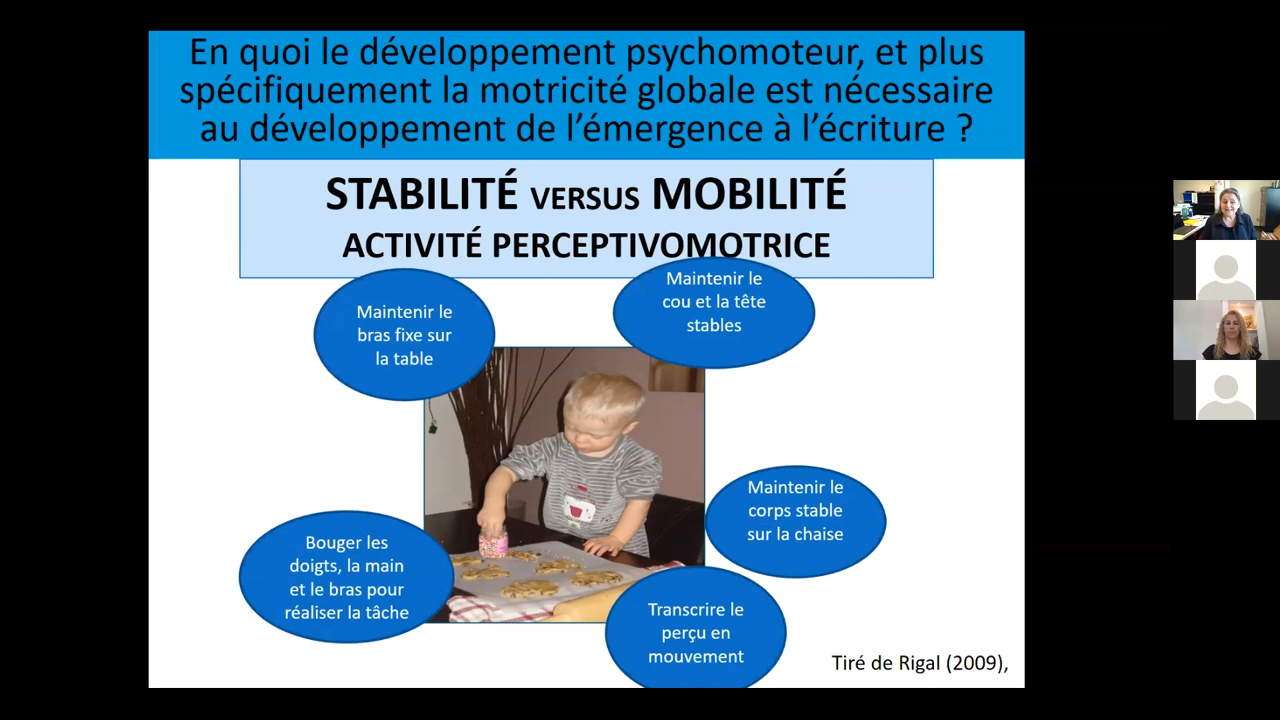 En quoi le développement psychomoteur, et plus
spécifiquement la motricité globale est nécessaire
au développement de l’émergence à l’écriture ?
STABILITÉ VERSUS MOBILITÉ
ACTIVITÉ PERCEPTIVOMOTRICE
Maintenir le
bras fixe sur
la table
Maintenir le
cou et la tête
stables
Maintenir le
corps stable
sur la chaise
Bouger les
doigts, la main
et le bras pour
réaliser la tâche
Transcrire le
perçu en
mouvement
Tiré de Rigal (2009),